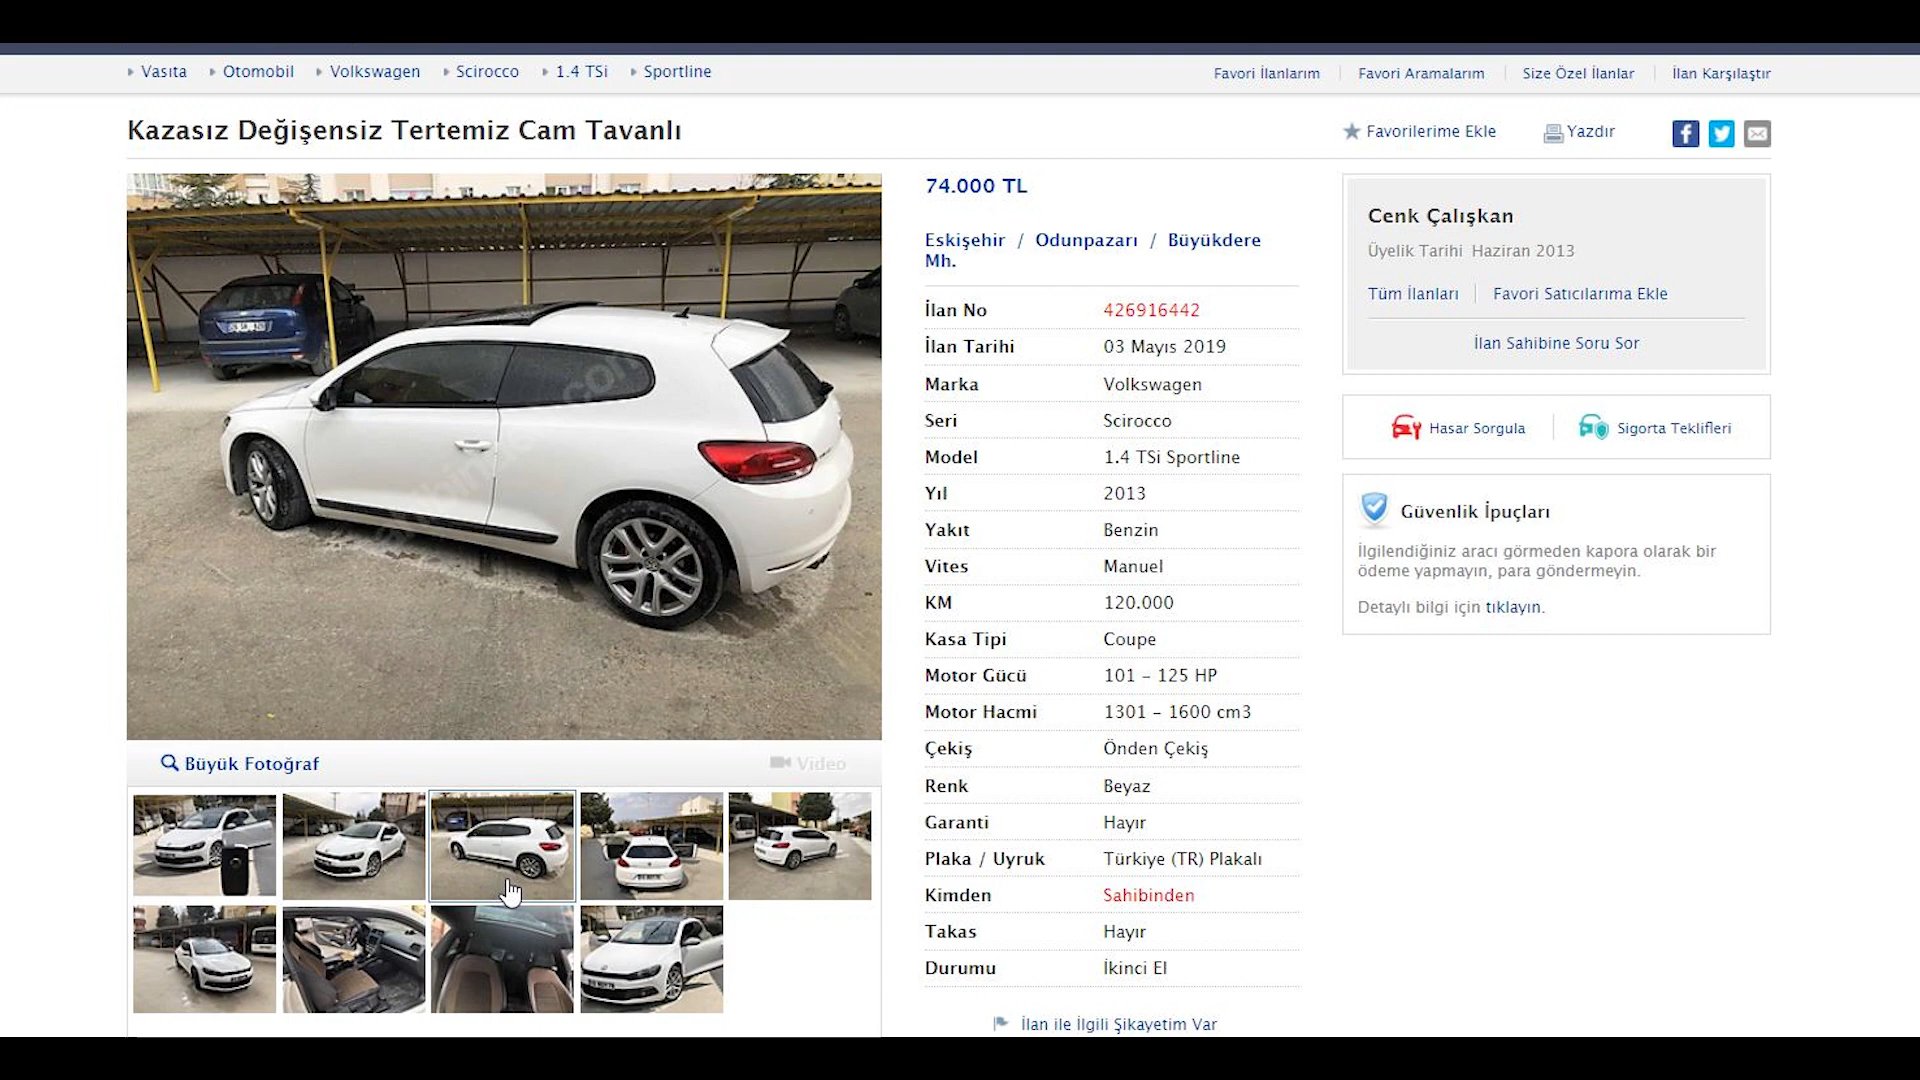 Vasıta Otomobil Volkswagen Scirocco 1.4 TSi Sportline
Favori İlanlarım Favori Aramalarım Size Özel İlanlar İlan Karşılaştır
Kazasız Değişensiz Tertemiz Cam Tavanlı
Favorilerime Ekle Yazdır
74.000 TL
Eskişehir / Odunpazarı / Büyükdere
Mh.
İlan No 426916442
İlan Tarihi 03 Mayıs 2019
Marka Volkswagen
Seri Scirocco
Model 1.4 TSi Sportline
Yıl 2013
Yakıt Benzin
Vites Manuel
KM 120.000
Kasa Tipi Coupe
Motor Gücü 101 - 125 HP
Motor Hacmi 1301 - 1600 cm3
Çekiş Önden Çekiş
Renk Beyaz
Garanti Hayır
Plaka / Uyruk Türkiye (TR) Plakalı
Kimden Sahibinden
Takas Hayır
Durumu İkinci El
İlan ile İlgili Şikayetim Var
Büyük Fotoğraf Video
Cenk Çalışkan
Üyelik Tarihi Haziran 2013
Tüm İlanları Favori Satıcılarıma Ekle
İlan Sahibine Soru Sor
Hasar Sorgula Sigorta Teklifleri
Güvenlik İpuçları
İlgilendiğiniz aracı görmeden kapora olarak bir
ödeme yapmayın, para göndermeyin.
Detaylı bilgi için tıklayın.